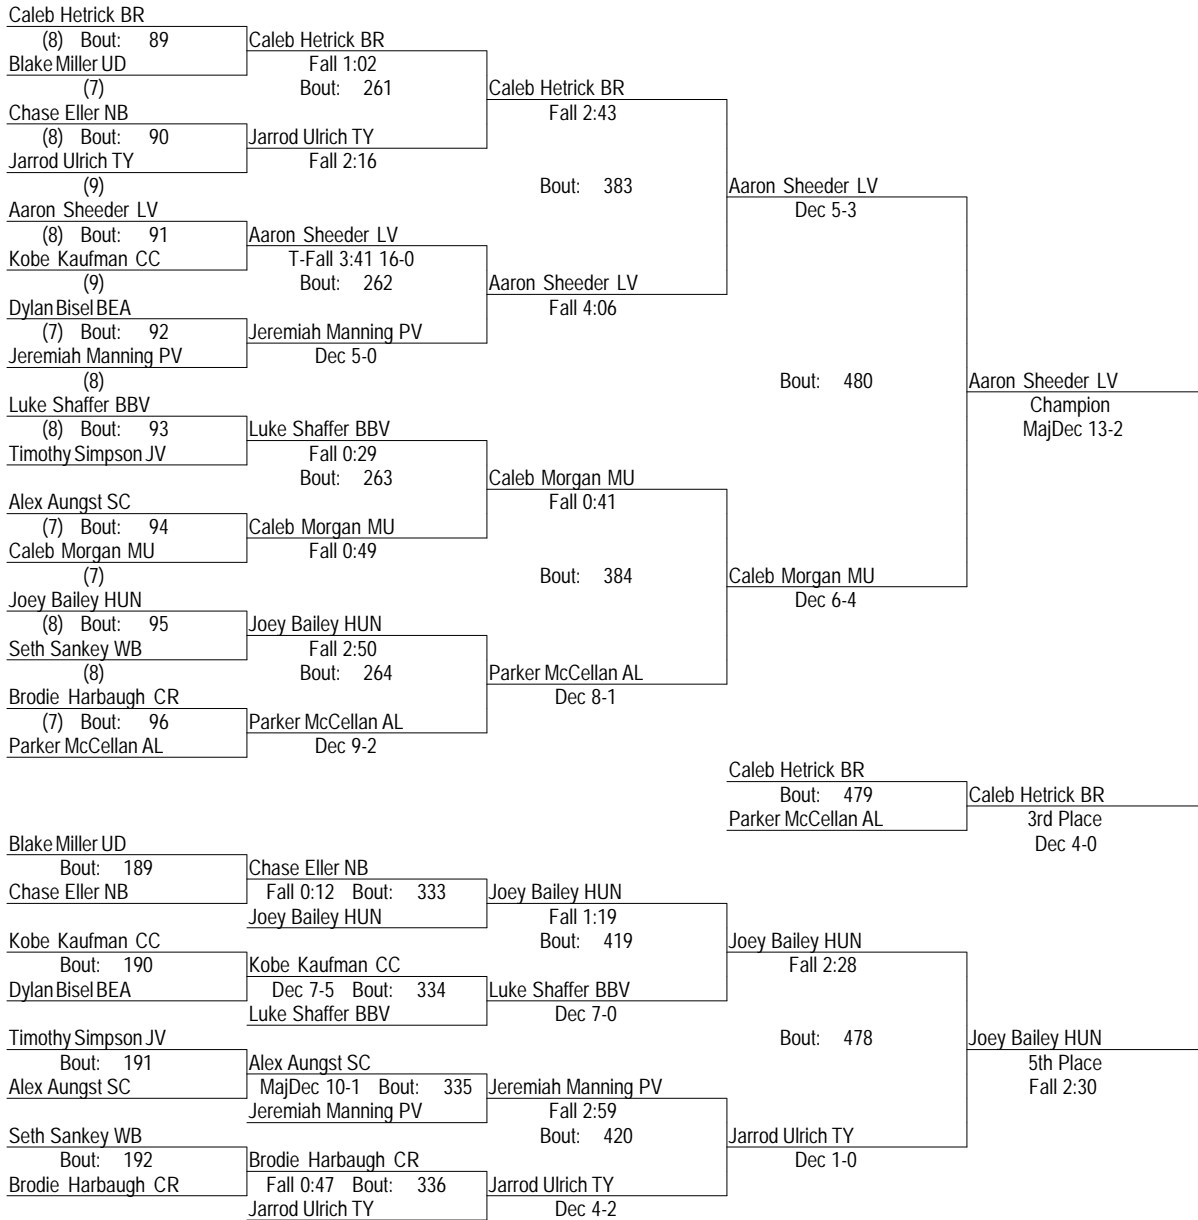 Caleb Hetrick BR
(8) Bout: 89 Caleb Hetrick BR
Blake Miller UD Fall 1:02
(7) Bout: 261 Caleb Hetrick BR
Chase Eller NB Fall 2:43
(8) Bout: 90 Jarrod Ulrich TY
Jarrod Ulrich TY Fall 2:16
(9) Bout: 383 Aaron Sheeder LV
Aaron Sheeder LV Dec 5-3
(8) Bout: 91 Aaron Sheeder LV
Kobe Kaufman CC T-Fall 3:41 16-0
(9) Bout: 262 Aaron Sheeder LV
Dylan Bisel BEA Fall 4:06
(7) Bout: 92 Jeremiah Manning PV
Jeremiah Manning PV Dec 5-0
(8) Bout: 480 Aaron Sheeder LV
Luke Shaffer BBV Champion
(8) Bout: 93 Luke Shaffer BBV MajDec 13-2
Timothy Simpson JV Fall 0:29
Bout: 263 Caleb Morgan MU
Alex Aungst SC Fall 0:41
(7) Bout: 94 Caleb Morgan MU
Caleb Morgan MU Fall 0:49
(7) Bout: 384 Caleb Morgan MU
Joey Bailey HUN Dec 6-4
(8) Bout: 95 Joey Bailey HUN
Seth Sankey WB Fall 2:50
(8) Bout: 264 Parker McCellan AL
Brodie Harbaugh CR Dec 8-1
(7) Bout: 96 Parker McCellan AL
Parker McCellan AL Dec 9-2
Caleb Hetrick BR
Bout: 479 Caleb Hetrick BR
Parker McCellan AL 3rd Place
Dec 4-0
Blake Miller UD
Bout: 189 Chase Eller NB
Chase Eller NB Fall 0:12 Bout: 333 Joey Bailey HUN
Joey Bailey HUN Fall 1:19
Kobe Kaufman CC Bout: 419 Joey Bailey HUN
Bout: 190 Kobe Kaufman CC Fall 2:28
Dylan Bisel BEA Dec 7-5 Bout: 334 Luke Shaffer BBV
Luke Shaffer BBV Dec 7-0
Timothy Simpson JV Bout: 478 Joey Bailey HUN
Bout: 191 Alex Aungst SC 5th Place
Alex Aungst SC MajDec 10-1 Bout: 335 Jeremiah Manning PV Fall 2:30
Jeremiah Manning PV Fall 2:59
Seth Sankey WB Bout: 420 Jarrod Ulrich TY
Bout: 192 Brodie Harbaugh CR Dec 1-0
Brodie Harbaugh CR Fall 0:47 Bout: 336 Jarrod Ulrich TY
Jarrod Ulrich TY Dec 4-2